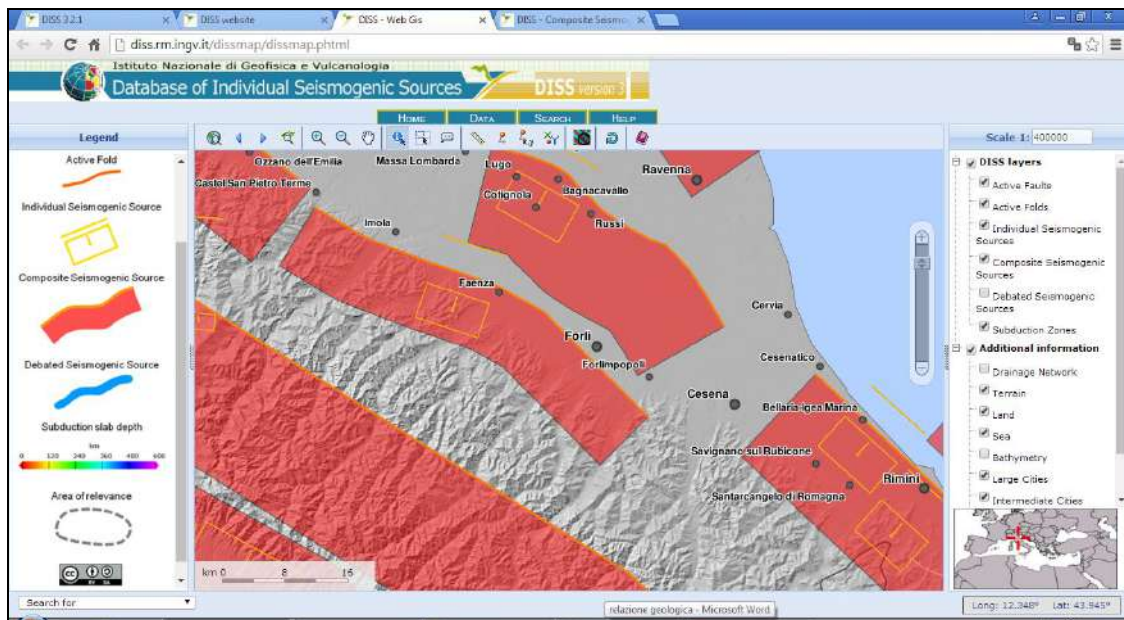 DISS 3.2.1
DISS website
DISS - Web Gis
DISS - Composite Seismo
diss.rm.ingv.it/dissmap/dissmap.phtml
Istituto Nazionale di Geofisica e Vulcanologia
Database of Individual Seismogenic Sources
DISS version 3
HOME DATA SEARCH HELP
Legend
Active Fold
Individual Seismogenic Source
Composite Seismogenic Source
Debated Seismogenic Source
Subduction slab depth
km
0 120 240 360 480 600
Area of relevance
cc BY SA
Search for
Ozzano dell'Emilia
Massa Lombarda
Lugo
Ravenna
Castel San Pietro Terme
Cotignola
Bagnacavallo
Imola
Russi
Faenza
Cervia
Forlì
Cesenatico
Forlimpopoli
Cesena
Bellaria-Igea Marina
Savignano sul Rubicone
Rimini
Santarcangelo di Romagna
km 0 8 16
relazione geologica - Microsoft Word
Scale 1: 400000
DISS layers
Active Faults
Active Folds
Individual Seismogenic
Sources
Composite Seismogenic
Sources
Debated Seismogenic
Sources
Subduction Zones
Additional information
Drainage Network
Terrain
Land
Sea
Bathymetry
Large Cities
Intermediate Cities
Long: 12.348° Lat: 43.945°